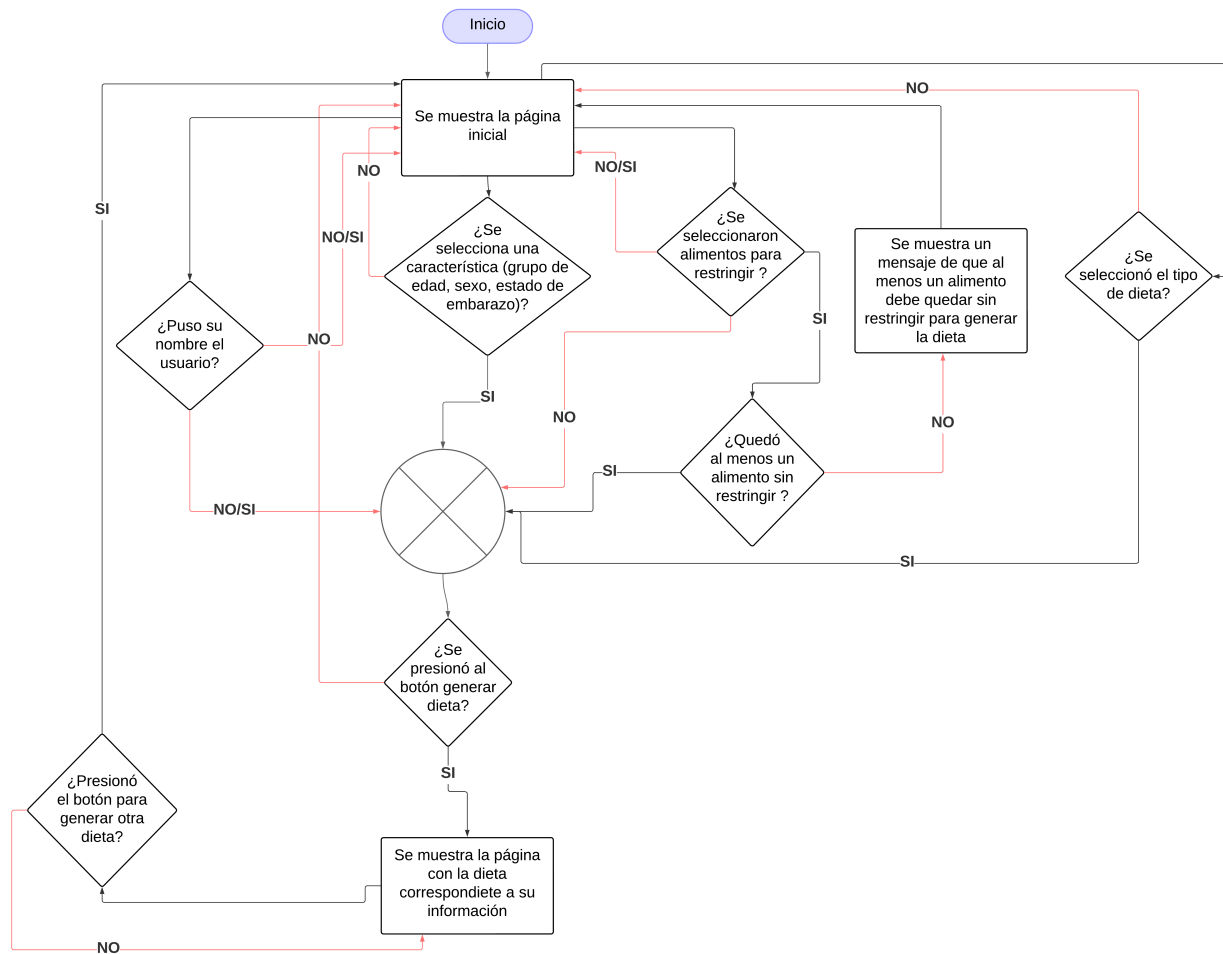 Inicio
Se muestra la página
inicial
NO
NO
NO/SI
SI
NO/SI
¿Se
selecciona una
característica (grupo de
edad, sexo, estado de
embarazo)?
¿Se
seleccionaron
alimentos para
restringir ?
Se muestra un
mensaje de que al
menos un alimento
debe quedar sin
restringir para generar
la dieta
¿Se
seleccionó el tipo
de dieta?
¿Puso su
nombre el
usuario?
NO
SI
SI
NO
NO
¿Quedó
al menos un
alimento sin
restringir ?
SI
NO/SI
SI
¿Se
presionó al
botón generar
dieta?
SI
¿Presionó
el botón para
generar otra
dieta?
Se muestra la página
con la dieta
correspondiete a su
información
NO